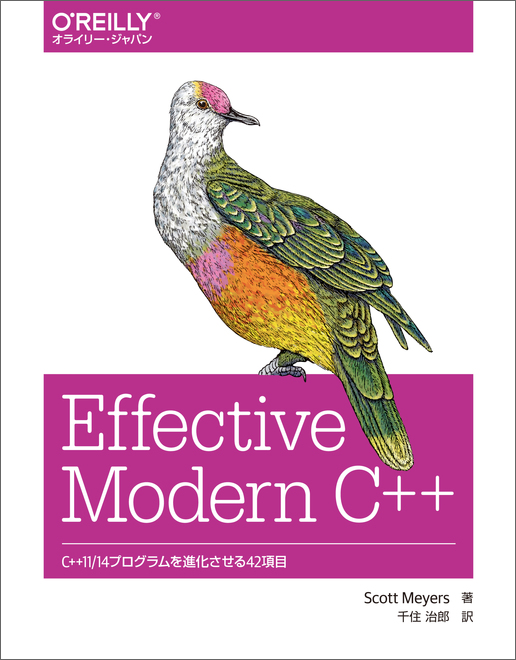 O'REILLY®
オライリー・ジャパン
Effective
Modern C++
C++11/14プログラムを進化させる42項目
Scott Meyers 著
千住 治郎 訳